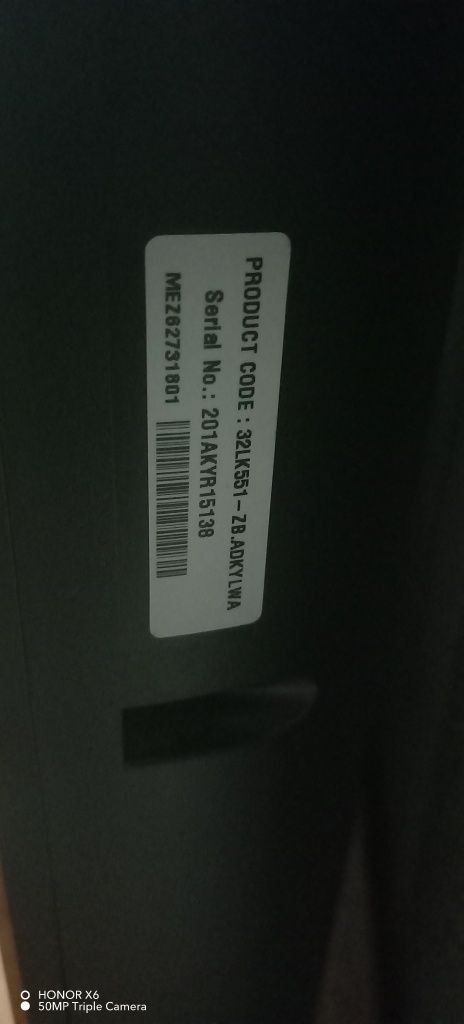 PRODUCT CODE : 32LK551-ZB.ADKYLWA
Serial No.: 201AKYR15138
MEZ62731801
HONOR X6
50MP Triple Camera